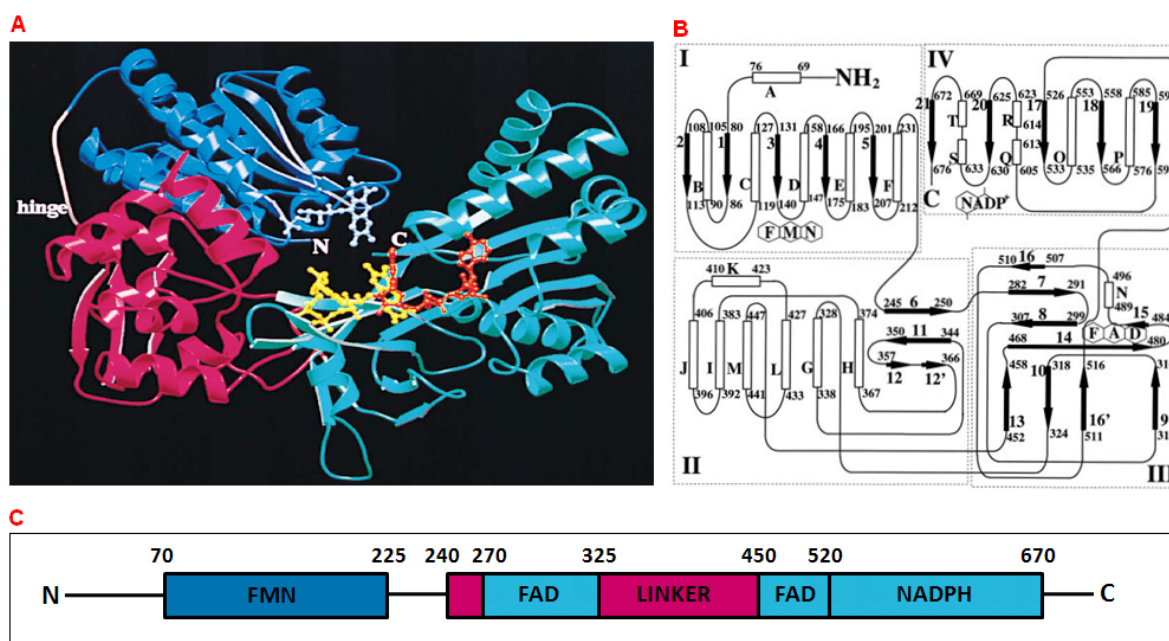 A
hinge
N
C
B
I
76 69
A
NH₂
108 105 80 127 131 158 166 195 201 231
2 1 3 4 5
B C D E F
113 90 86 119 140 147 175 183 207 212
F M N
IV
672 669 625 623 526 553 558 585
21 20 17 18 19
T R 614
613
S Q O P
676 633 630 605 533 535 566 576
C
NADP⁺
II
410 K 423
406 383 447 427 328 374
J I M L G H
396 392 441 433 338 367
245 6 250
350 11 344
357 366
12 12'
III
510 16 507
496
N
489
282 7 291
307 8 299
15 484
F A D
468 14 480
458 10 318 516
13 16' 9
452 324 511
C
70 225 240 270 325 450 520 670
N FMN FAD LINKER FAD NADPH C